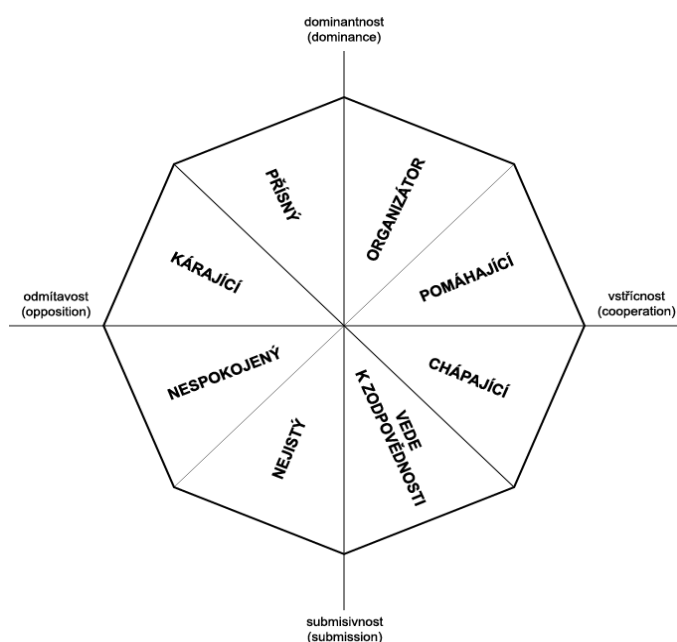 dominantnost
(dominance)
PŘÍSNÝ
ORGANIZÁTOR
KÁRAJÍCÍ
POMÁHAJÍCÍ
odmítavost
(opposition)
vstřícnost
(cooperation)
NESPOKOJENÝ
CHÁPAJÍCÍ
NEJISTÝ
VEDE
K ZODPOVĚDNOSTI
submisivnost
(submission)